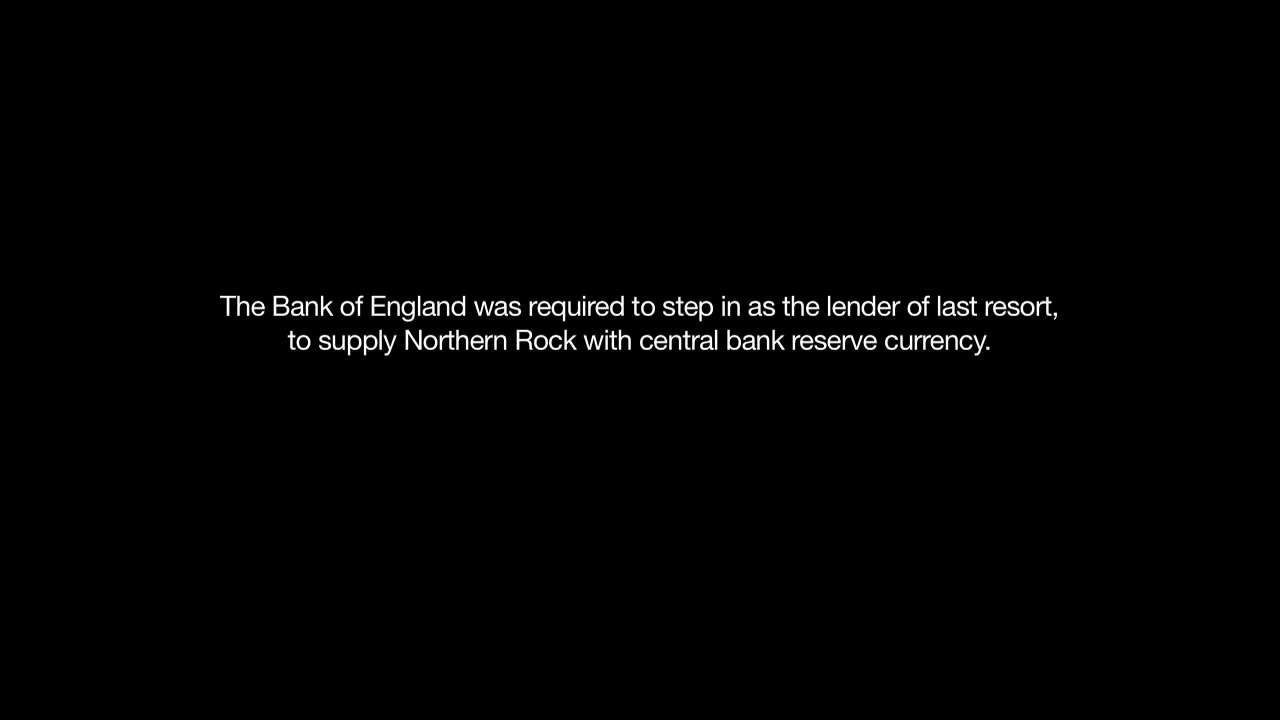 The Bank of England was required to step in as the lender of last resort,
to supply Northern Rock with central bank reserve currency.